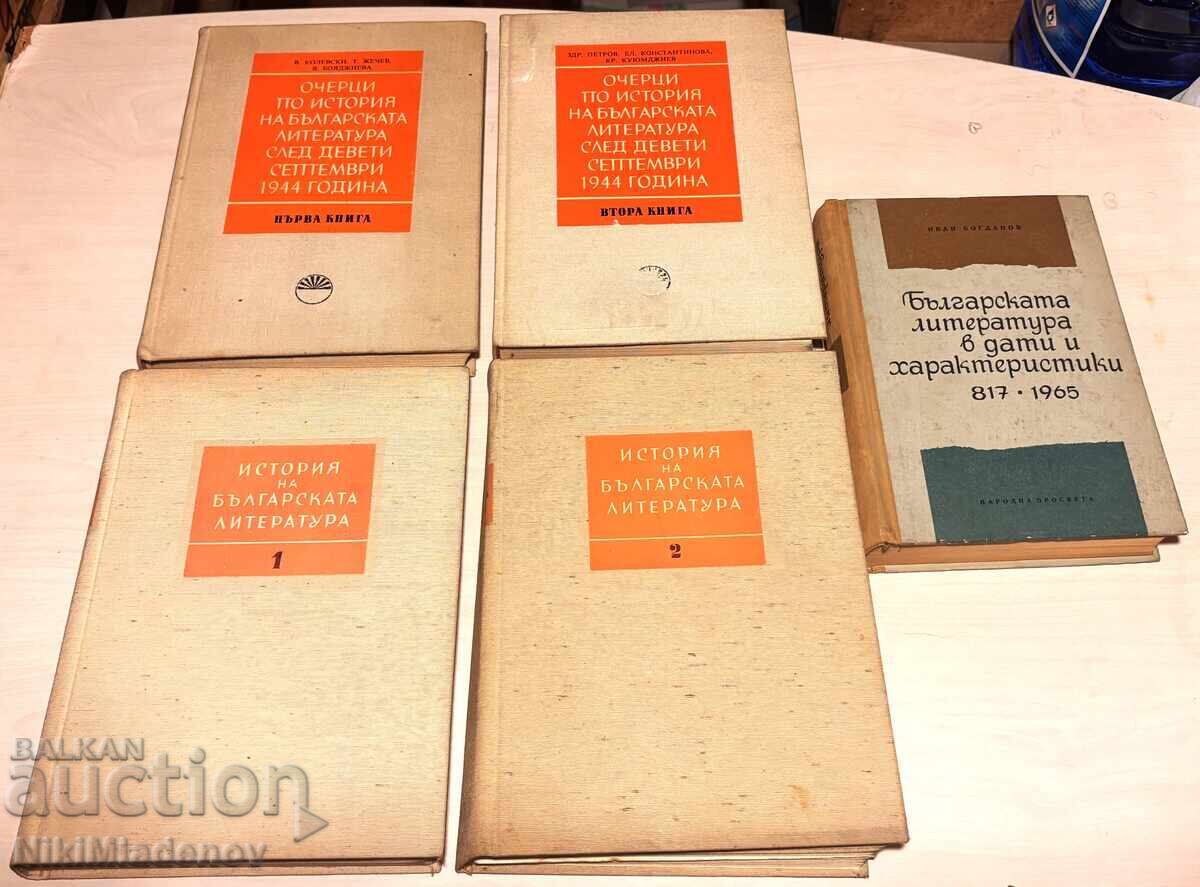 В. КОЛЕВСКИ, Т. ЖЕЧЕВ,
В. БОЯДЖИЕВА
ОЧЕРЦИ
ПО ИСТОРИЯ
НА БЪЛГАРСКАТА
ЛИТЕРАТУРА
СЛЕД ДЕВЕТИ
СЕПТЕМВРИ
1944 ГОДИНА
ПЪРВА КНИГА
ЗДР. ПЕТРОВ, ЕЛ. КОНСТАНТИНОВА,
КР. КУЮМДЖИЕВ
ОЧЕРЦИ
ПО ИСТОРИЯ
НА БЪЛГАРСКАТА
ЛИТЕРАТУРА
СЛЕД ДЕВЕТИ
СЕПТЕМВРИ
1944 ГОДИНА
ВТОРА КНИГА
ИВАН БОГДАНОВ
Българската
литература
в дати и
характеристики
817 · 1965
НАРОДНА ПРОСВЕТА
ИСТОРИЯ
НА
БЪЛГАРСКАТА
ЛИТЕРАТУРА
1
ИСТОРИЯ
НА
БЪЛГАРСКАТА
ЛИТЕРАТУРА
2
BALKAN
auction
NikiMladenov